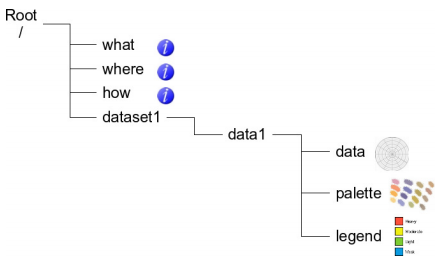 Root
/
what
where
how
dataset1
data1
data
palette
legend
Heavy
Moderate
Light
Weak